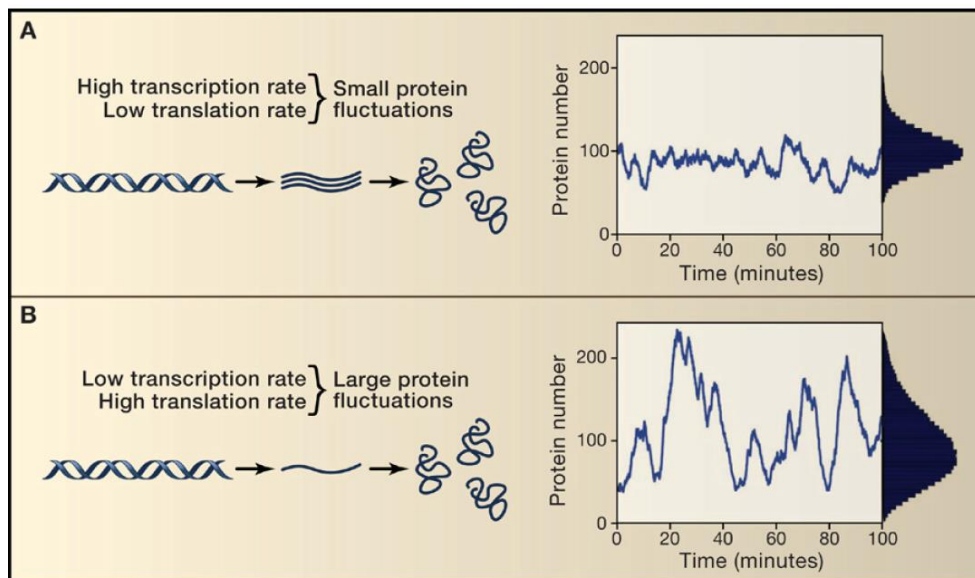 A
High transcription rate
Low translation rate
Small protein
fluctuations
Protein number
200
100
0
0 20 40 60 80 100
Time (minutes)
B
Low transcription rate
High translation rate
Large protein
fluctuations
Protein number
200
100
0
0 20 40 60 80 100
Time (minutes)